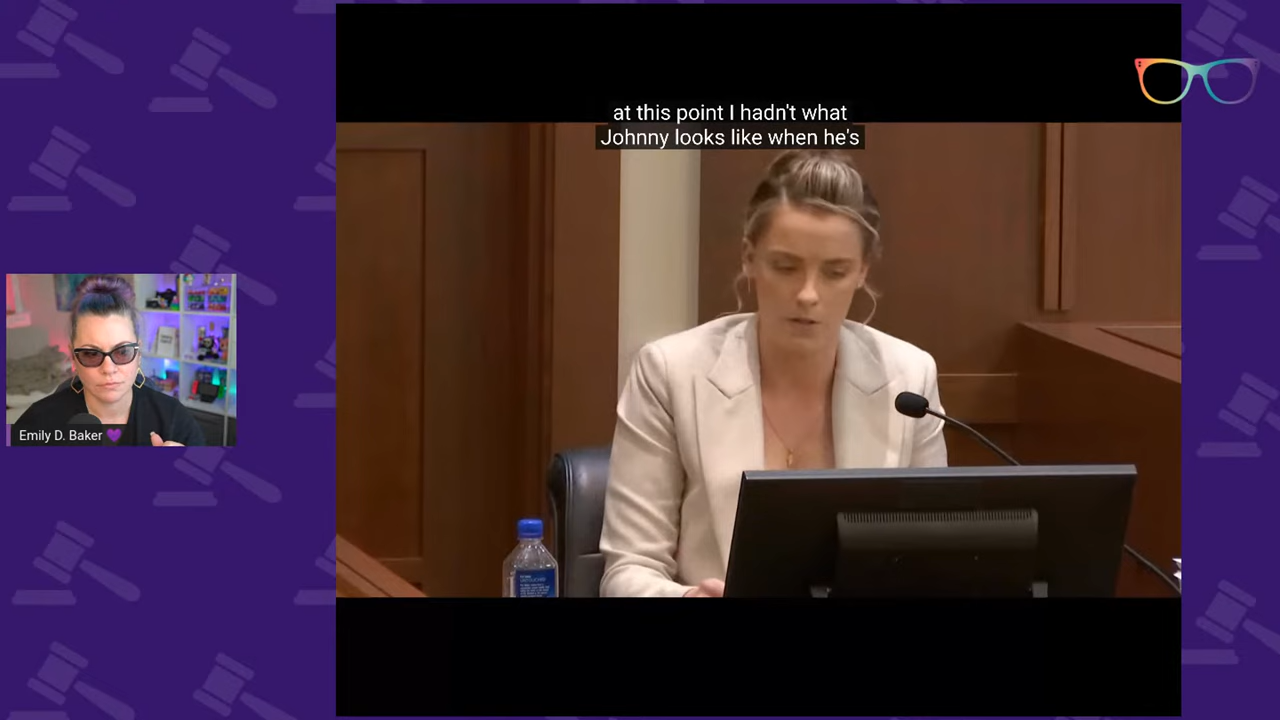 at this point I hadn't what
Johnny looks like when he's
Emily D. Baker 💜